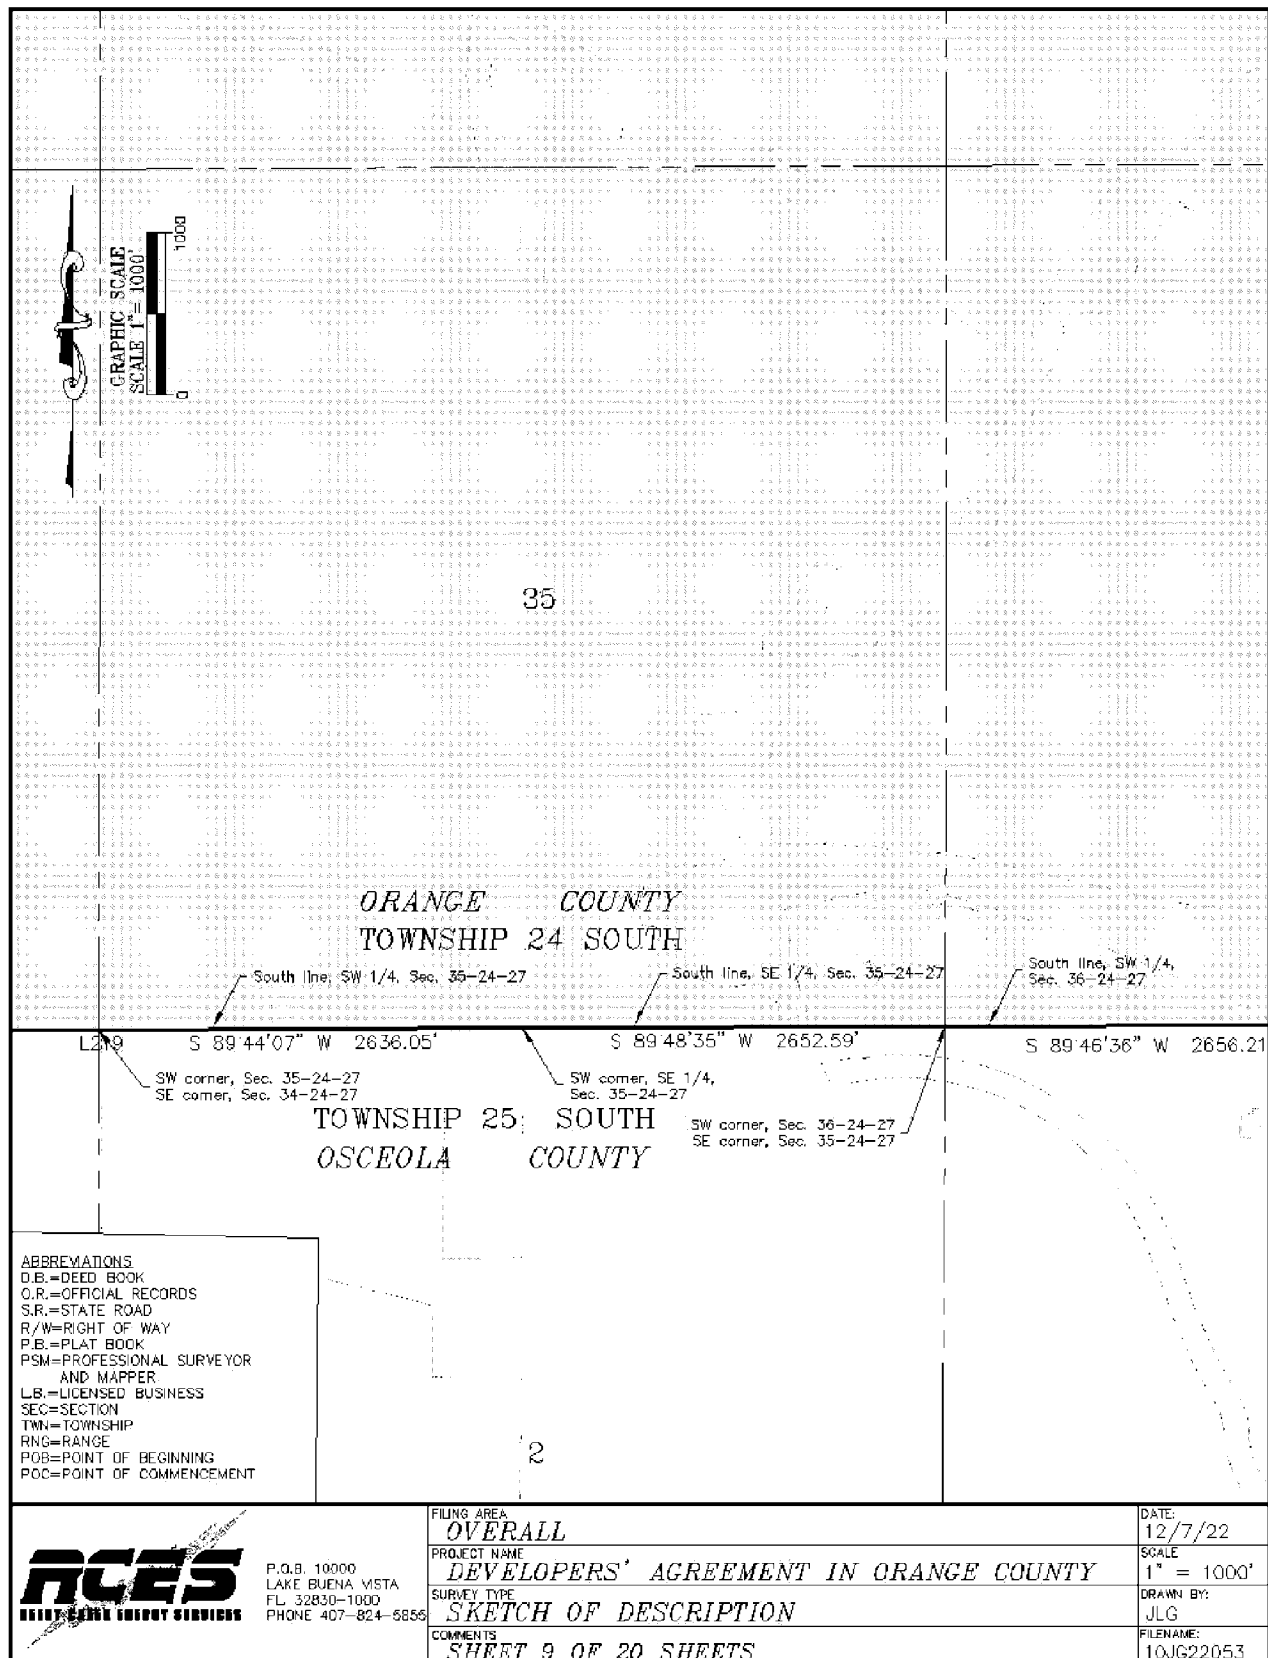 GRAPHIC SCALE
SCALE 1"= 1000'
0
1000
35
ORANGE COUNTY
TOWNSHIP 24 SOUTH
South line, SW 1/4, Sec. 35-24-27
South line, SE 1/4, Sec. 35-24-27
South line, SW 1/4,
Sec. 36-24-27
L219
S 89°44'07" W 2636.05'
S 89°48'35" W 2652.59'
S 89°46'36" W 2656.21
SW corner, Sec. 35-24-27
SE corner, Sec. 34-24-27
SW corner, SE 1/4,
Sec. 35-24-27
SW corner, Sec. 36-24-27
SE corner, Sec. 35-24-27
TOWNSHIP 25 SOUTH
OSCEOLA COUNTY
ABBREVIATIONS
D.B.=DEED BOOK
O.R.=OFFICIAL RECORDS
S.R.=STATE ROAD
R/W=RIGHT OF WAY
P.B.=PLAT BOOK
PSM=PROFESSIONAL SURVEYOR
AND MAPPER
L.B.=LICENSED BUSINESS
SEC=SECTION
TWN=TOWNSHIP
RNG=RANGE
POB=POINT OF BEGINNING
POC=POINT OF COMMENCEMENT
2
RCES
REEDY CREEK ENERGY SERVICES
P.O.B. 10000
LAKE BUENA VISTA
FL 32830-1000
PHONE 407-824-5856
FILING AREA
OVERALL
PROJECT NAME
DEVELOPERS' AGREEMENT IN ORANGE COUNTY
SURVEY TYPE
SKETCH OF DESCRIPTION
COMMENTS
SHEET 9 OF 20 SHEETS
DATE:
12/7/22
SCALE
1" = 1000'
DRAWN BY:
JLG
FILENAME:
10JG22053